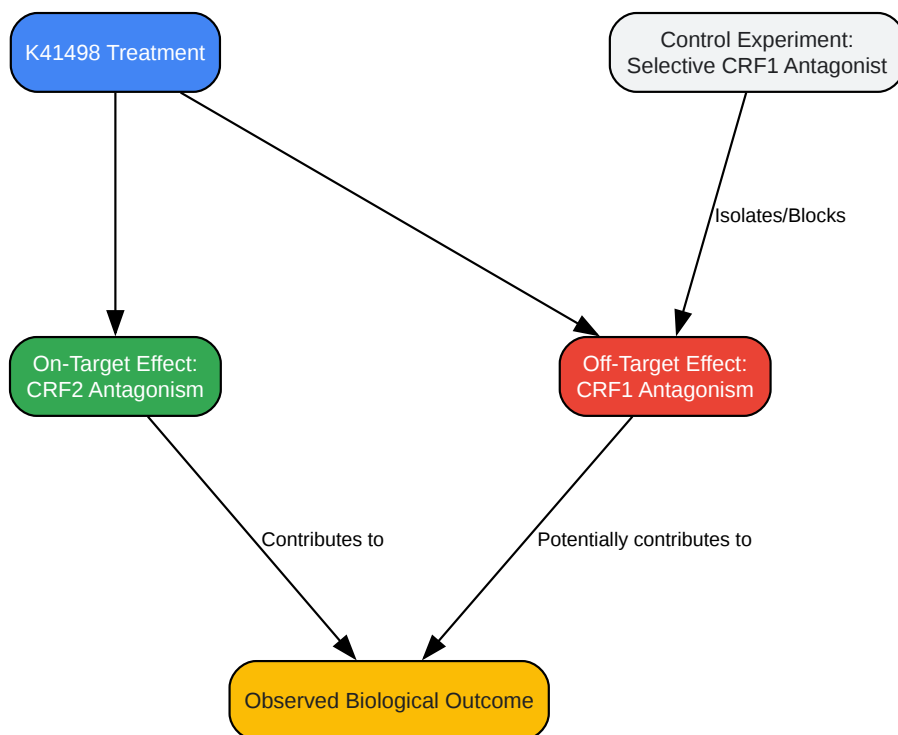 K41498 Treatment
Control Experiment:
Selective CRF1 Antagonist
Isolates/Blocks
On-Target Effect:
CRF2 Antagonism
Off-Target Effect:
CRF1 Antagonism
Contributes to
Potentially contributes to
Observed Biological Outcome